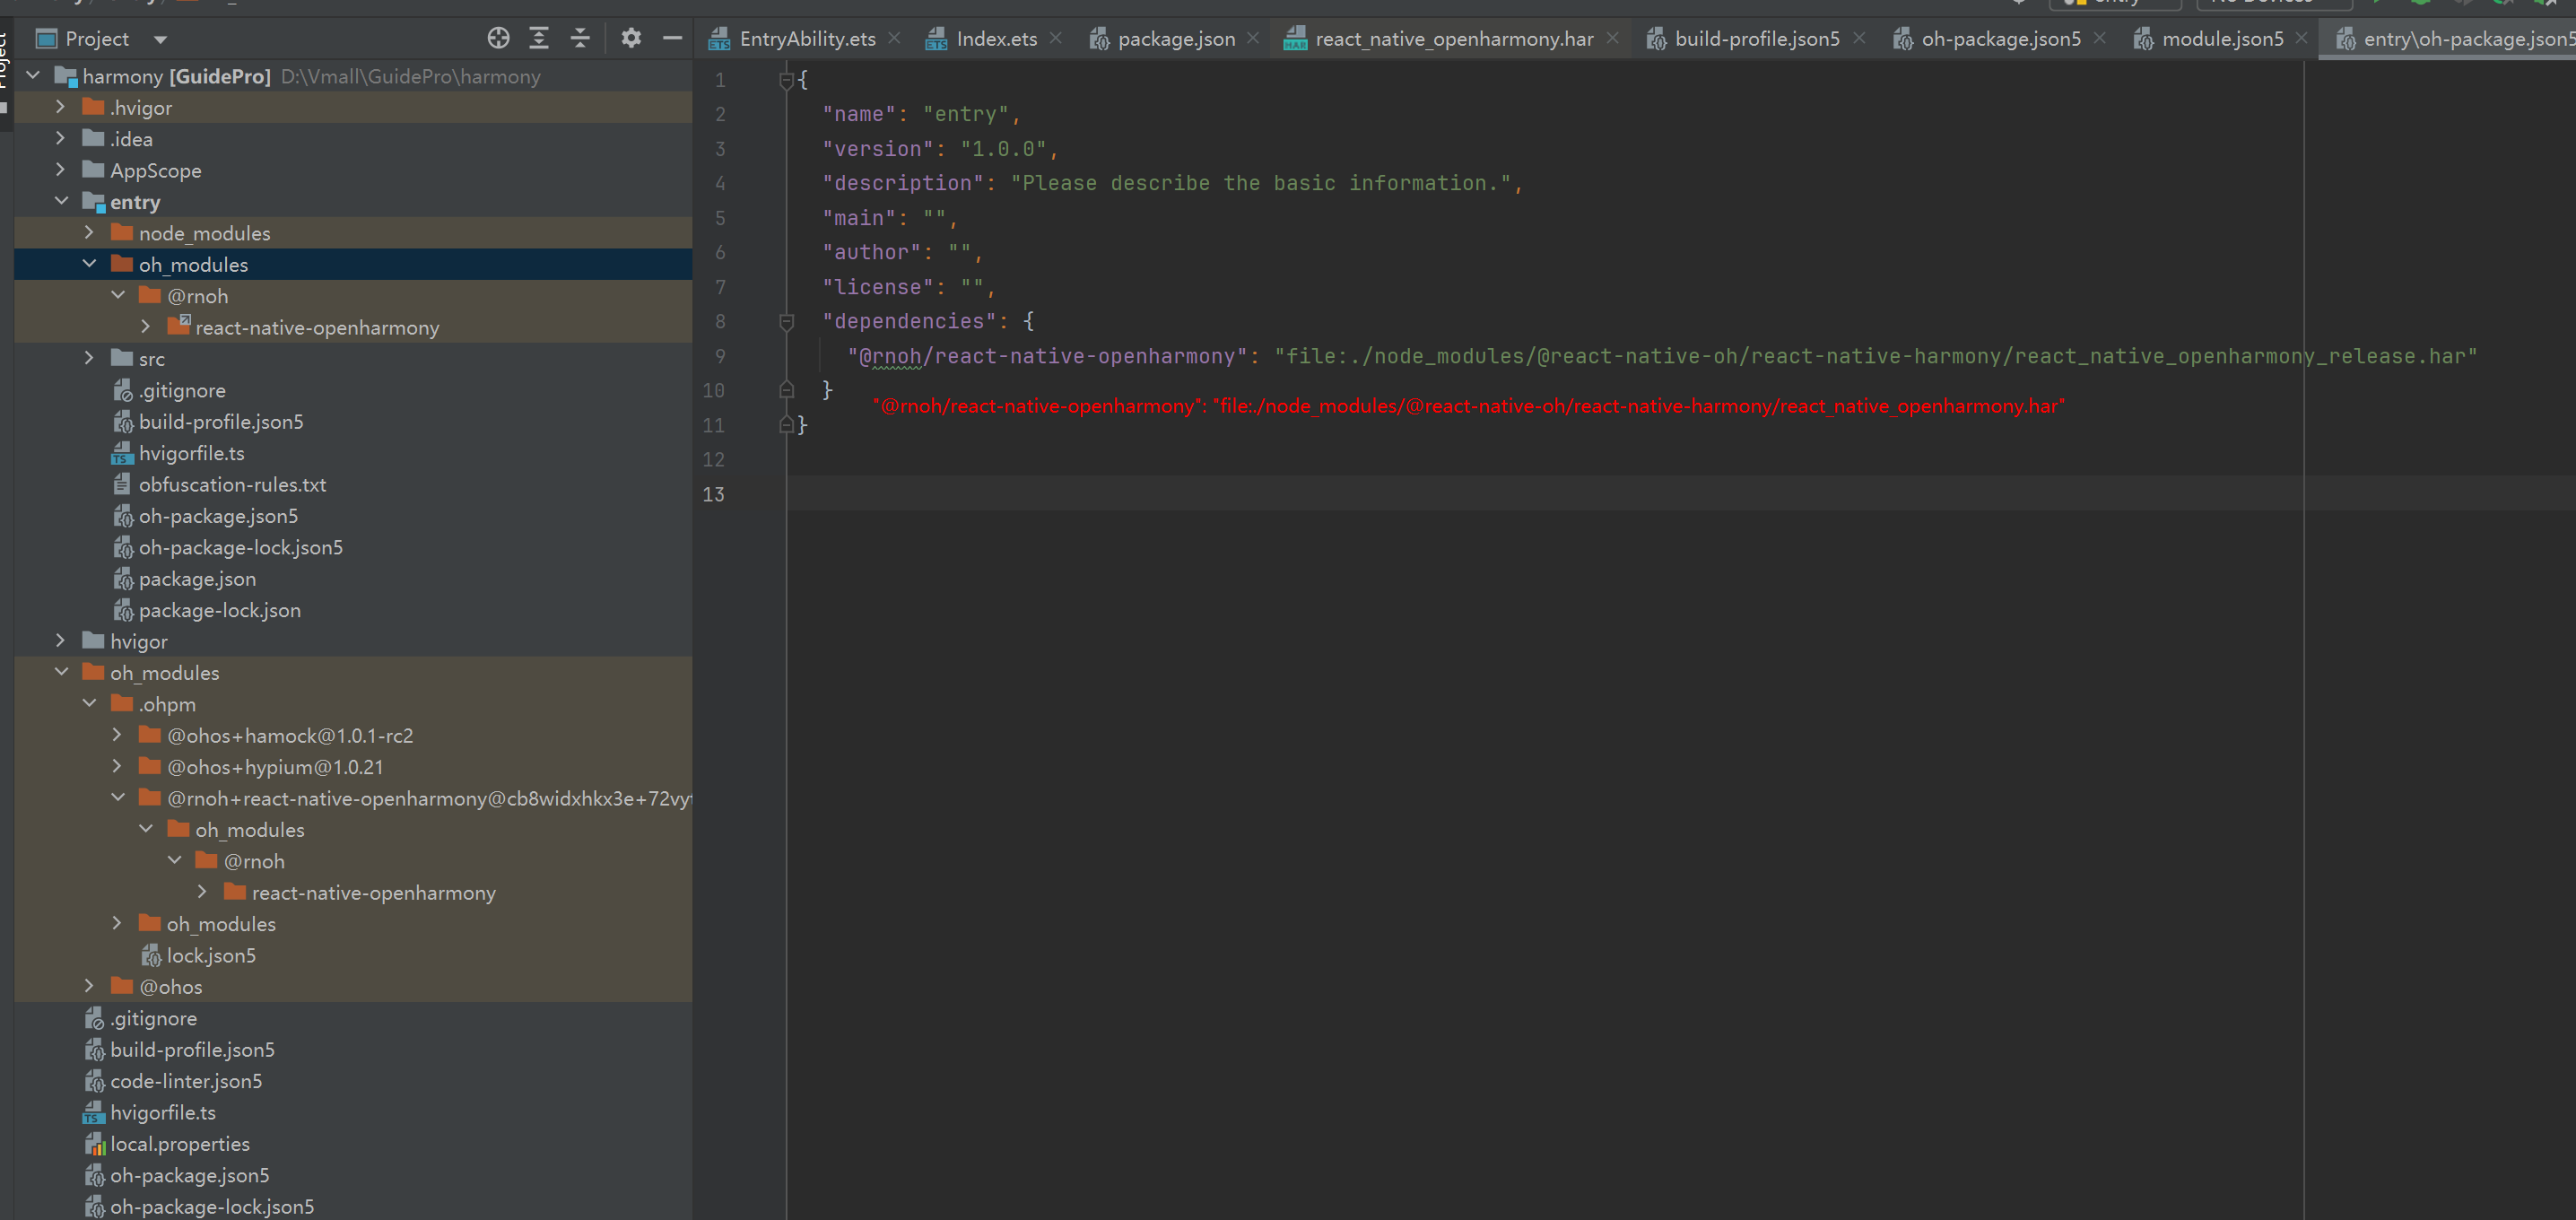 Project
Project
EntryAbility.ets
Index.ets
package.json
react_native_openharmony.har
build-profile.json5
oh-package.json5
module.json5
entry\oh-package.json5
harmony [GuidePro] D:\Vmall\GuidePro\harmony
.hvigor
.idea
AppScope
entry
node_modules
oh_modules
@rnoh
react-native-openharmony
src
.gitignore
build-profile.json5
hvigorfile.ts
obfuscation-rules.txt
oh-package.json5
oh-package-lock.json5
package.json
package-lock.json
hvigor
oh_modules
.ohpm
@ohos+hamock@1.0.1-rc2
@ohos+hypium@1.0.21
@rnoh+react-native-openharmony@cb8widxhkx3e+72vy
oh_modules
@rnoh
react-native-openharmony
oh_modules
lock.json5
@ohos
.gitignore
build-profile.json5
code-linter.json5
hvigorfile.ts
local.properties
oh-package.json5
oh-package-lock.json5
1 {
2 "name": "entry",
3 "version": "1.0.0",
4 "description": "Please describe the basic information.",
5 "main": "",
6 "author": "",
7 "license": "",
8 "dependencies": {
9 "@rnoh/react-native-openharmony": "file:./node_modules/@react-native-oh/react-native-harmony/react_native_openharmony_release.har"
10 }
"@rnoh/react-native-openharmony": "file:./node_modules/@react-native-oh/react-native-harmony/react_native_openharmony.har"
11 }
12
13